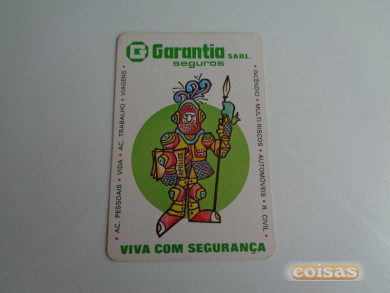 G Garantia SARL.
seguros
AC. PESSOAIS • VIDA • AC. TRABALHO • VIAGENS •
• INCÊNDIO • MULTI-RISCOS • AUTOMÓVEIS • R. CIVIL •
VIVA COM SEGURANÇA
coisas